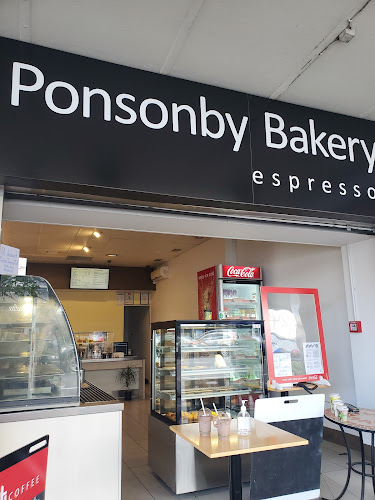 Ponsonby Bakery
espresso
Coca-Cola
COFFEE